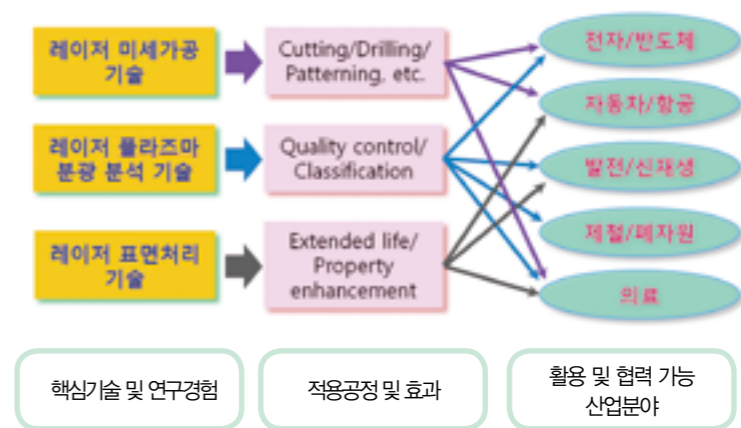 레이저 미세가공
기술
Cutting/Drilling/
Patterning, etc.
전자/반도체
자동차/항공
레이저 플라즈마
분광 분석 기술
Quality control/
Classification
발전/신재생
제철/폐자원
레이저 표면처리
기술
Extended life/
Property
enhancement
의료
핵심기술 및 연구경험
적용공정 및 효과
활용 및 협력 가능
산업분야